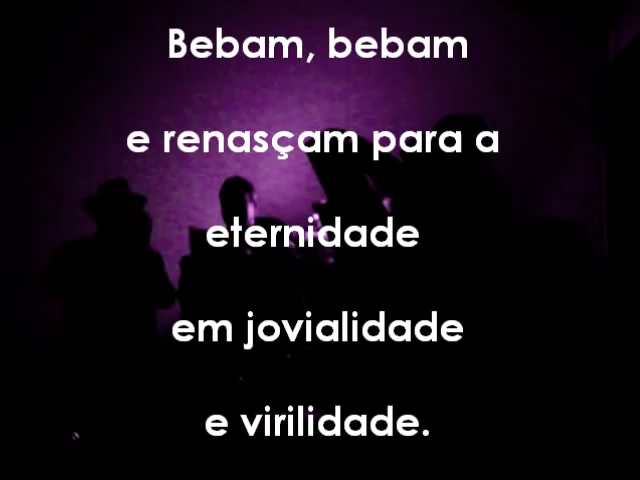 Bebam, bebam
e renasçam para a
eternidade
em jovialidade
e virilidade.